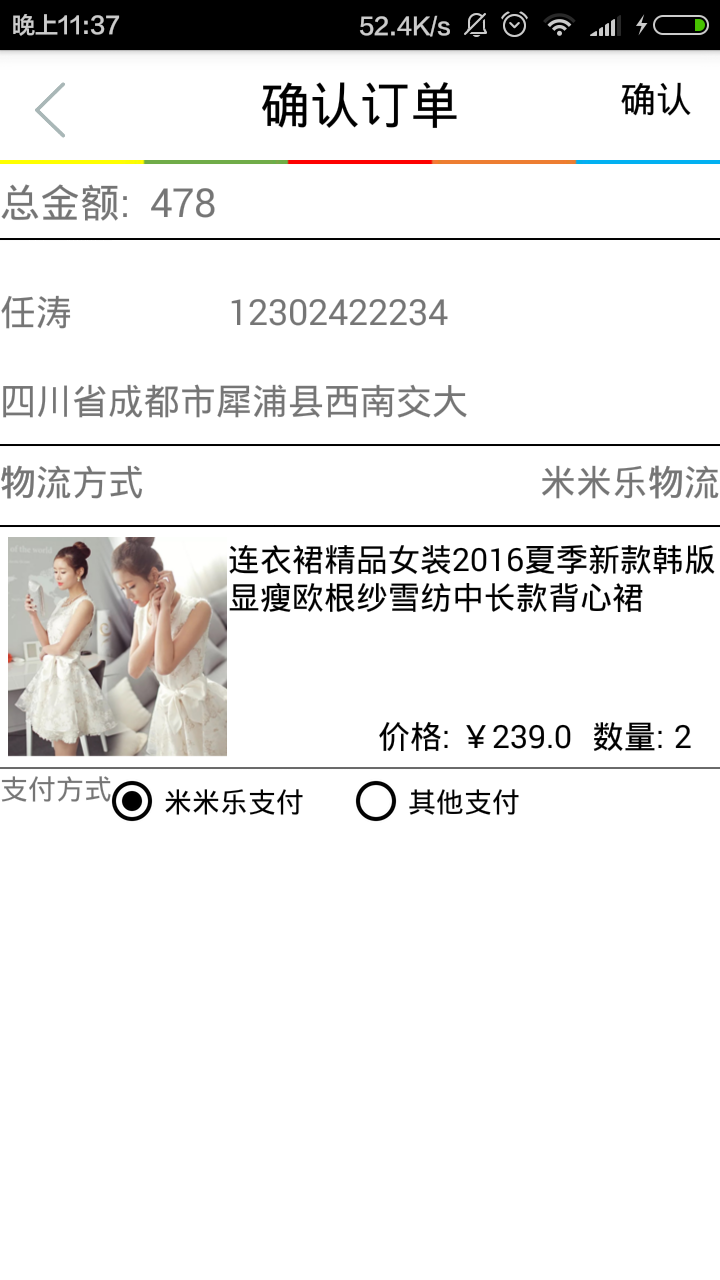 晚上11:37
52.4K/s
确认订单
确认
总金额: 478
任涛 12302422234
四川省成都市犀浦县西南交大
物流方式 米米乐物流
of the world
连衣裙精品女装2016夏季新款韩版
显瘦欧根纱雪纺中长款背心裙
价格: ￥239.0 数量: 2
支付方式 米米乐支付 其他支付